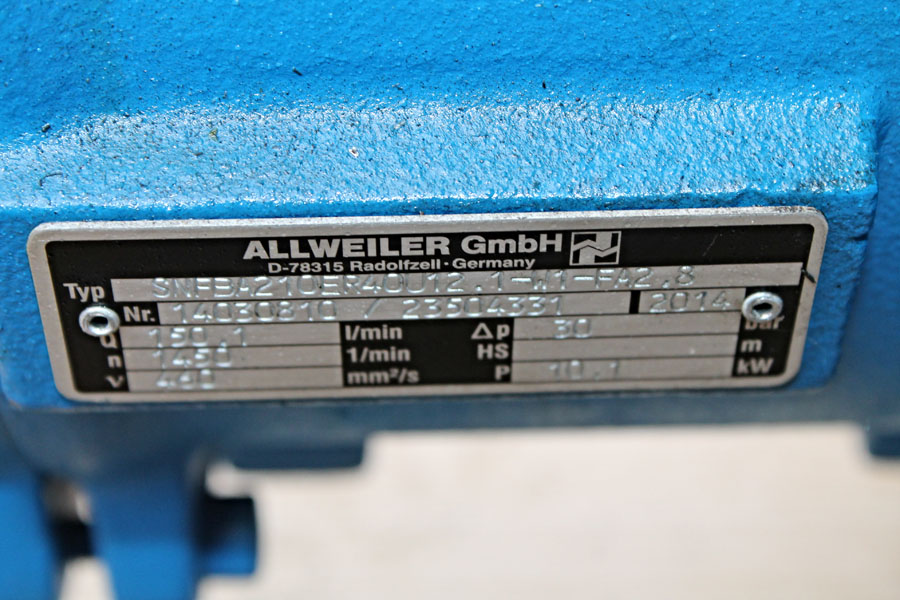 ALLWEILER GmbH
D-78315 Radolfzell · Germany
Typ SNFBA210ER40U12.1-W1-FA2.8
Nr. 14030810 / 23504331 2014
Q 150.1 l/min Δp 30 bar
n 1450 1/min HS m
ν 440 mm²/s P 10.1 kW